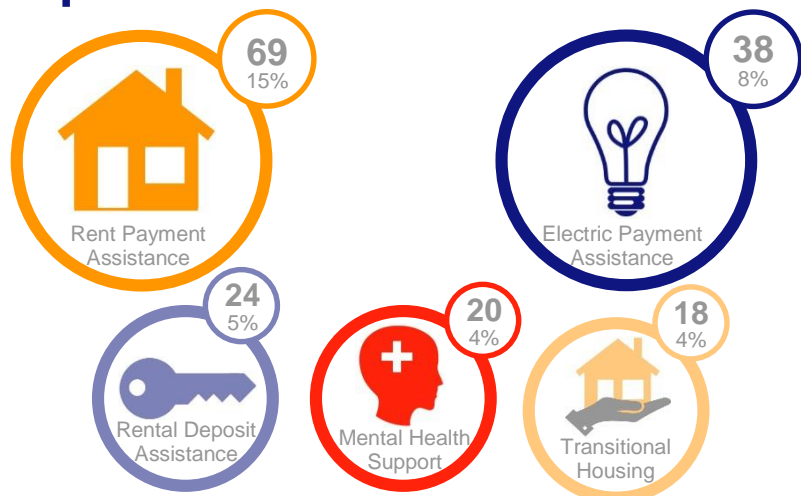 69
15%
Rent Payment
Assistance
38
8%
Electric Payment
Assistance
24
5%
Rental Deposit
Assistance
20
4%
Mental Health
Support
18
4%
Transitional
Housing